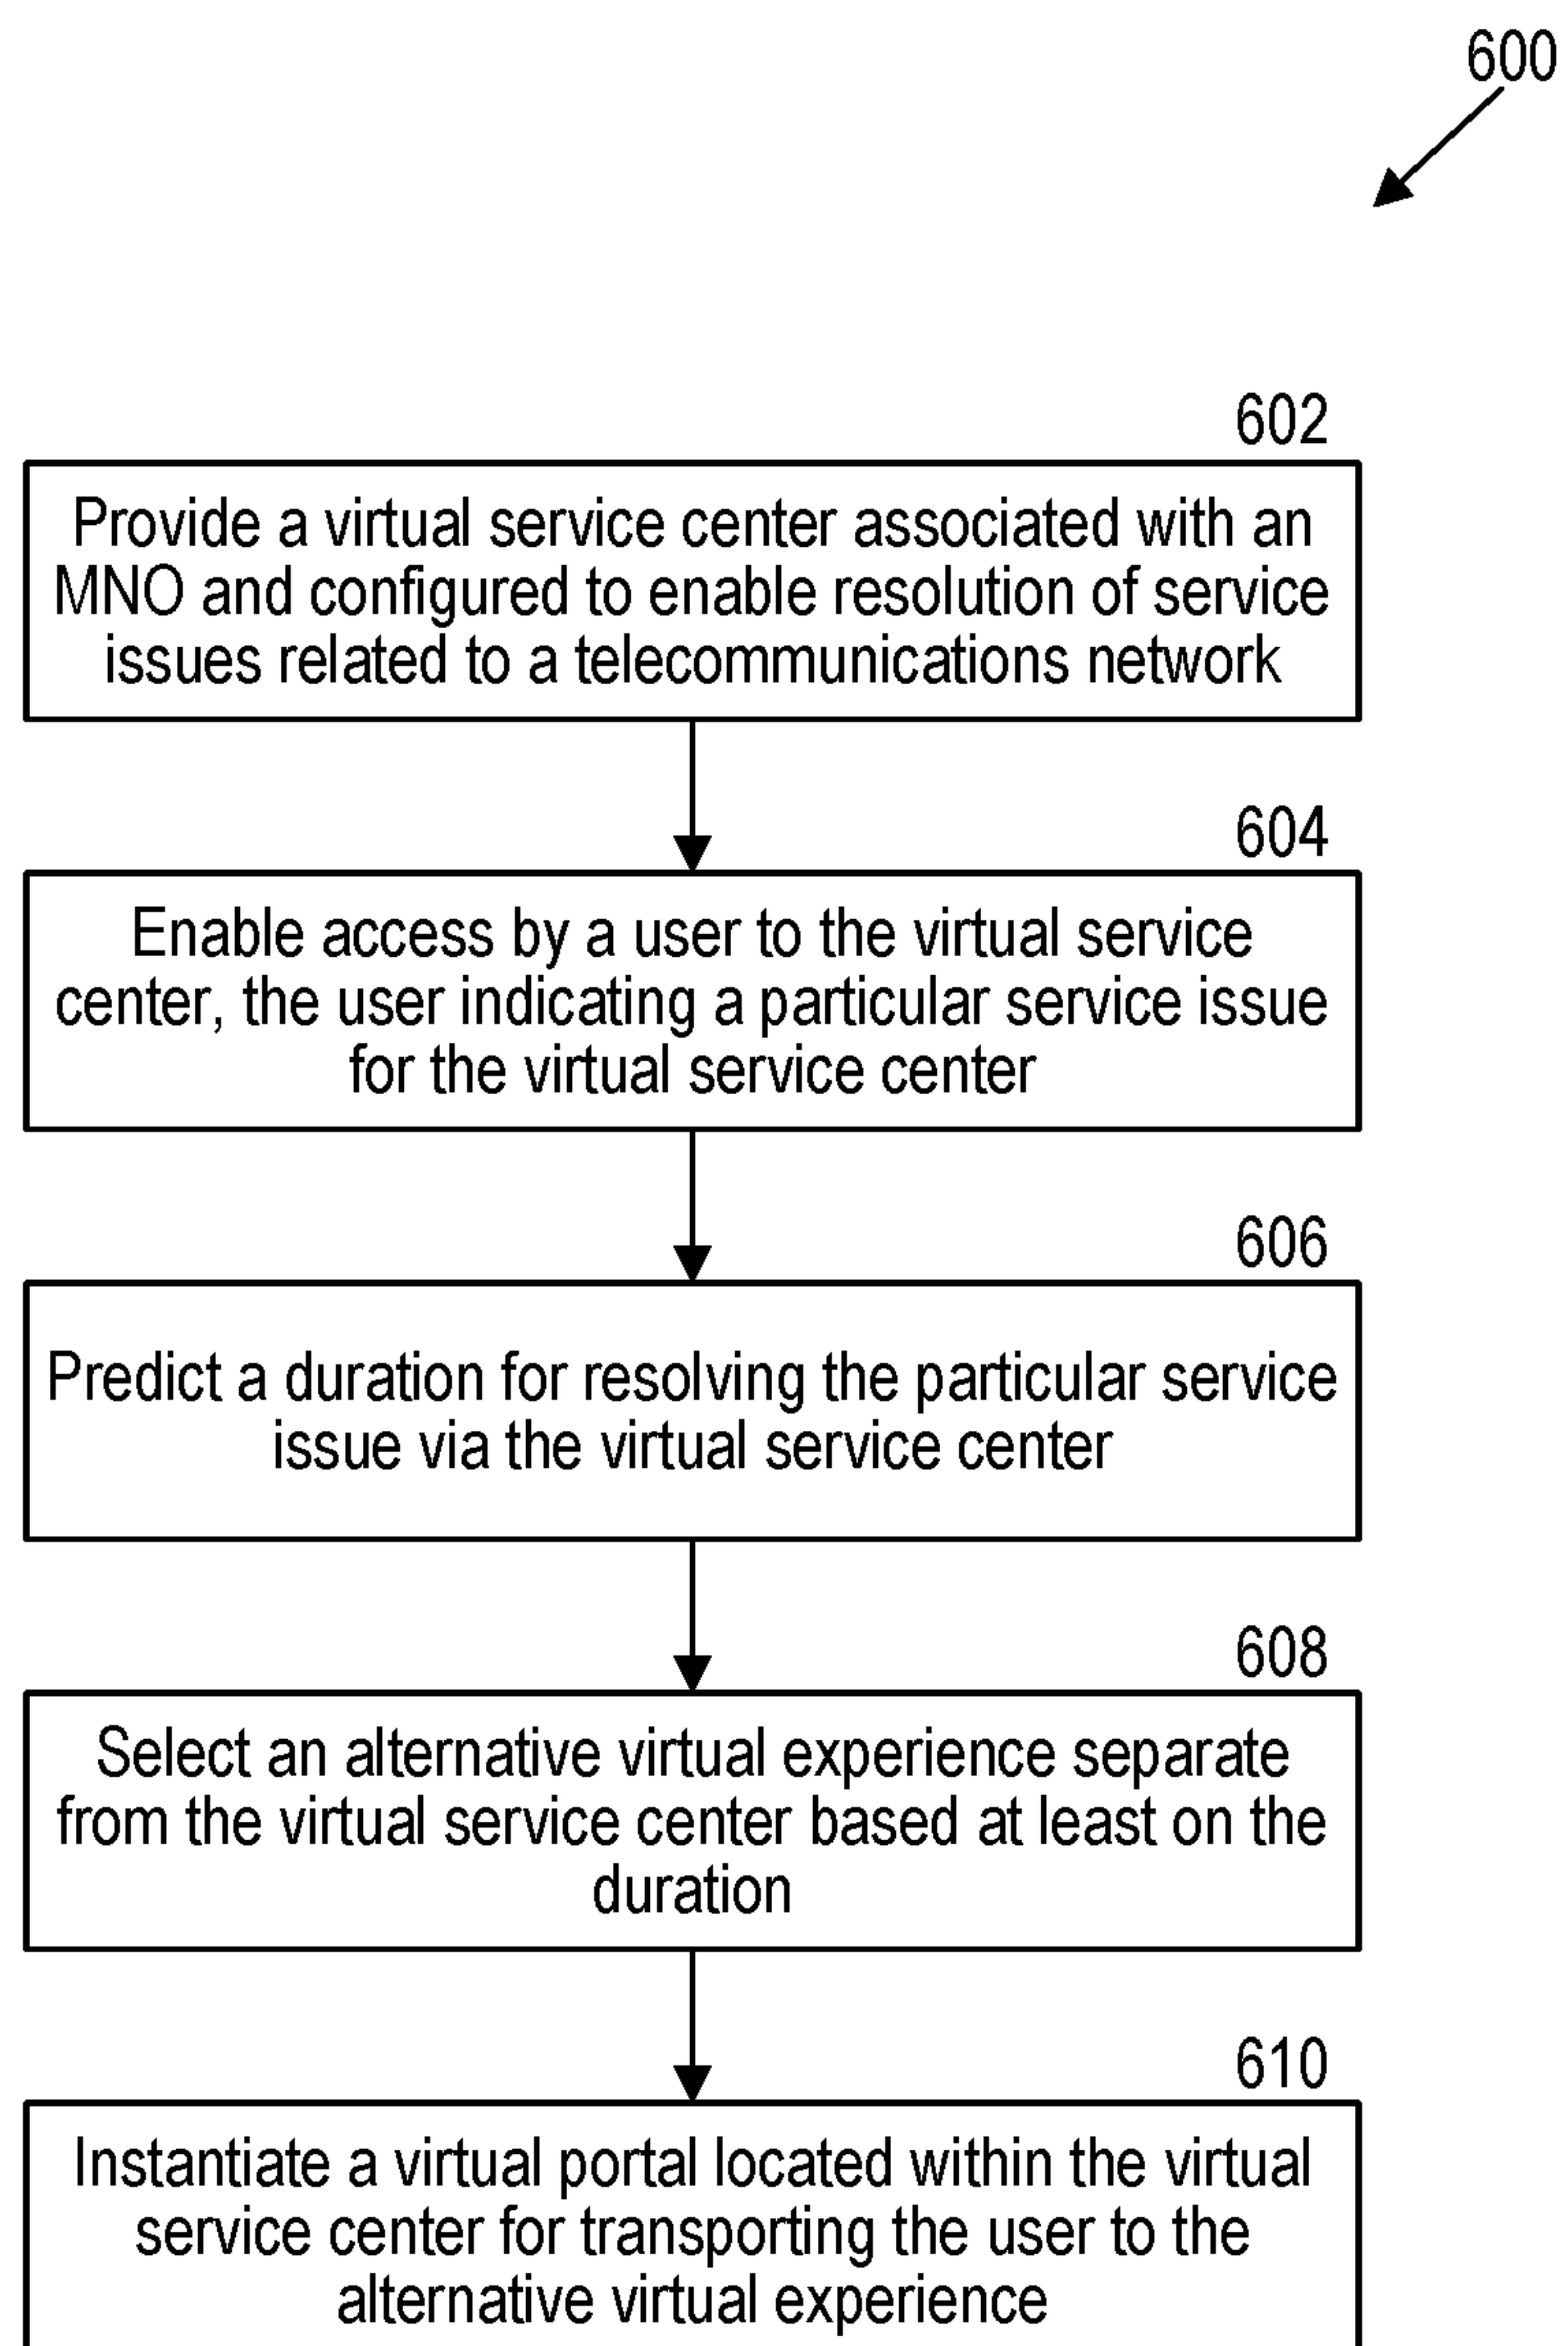 600
602
Provide a virtual service center associated with an
MNO and configured to enable resolution of service
issues related to a telecommunications network
604
Enable access by a user to the virtual service
center, the user indicating a particular service issue
for the virtual service center
606
Predict a duration for resolving the particular service
issue via the virtual service center
608
Select an alternative virtual experience separate
from the virtual service center based at least on the
duration
610
Instantiate a virtual portal located within the virtual
service center for transporting the user to the
alternative virtual experience